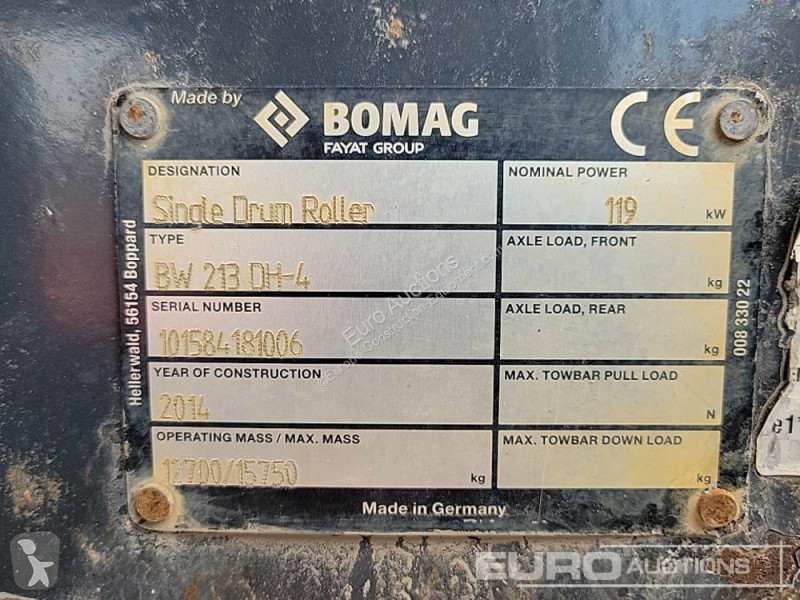 Made by BOMAG CE
FAYAT GROUP
DESIGNATION
Single Drum Roller
NOMINAL POWER
119 kW
TYPE
BW 213 DH-4
AXLE LOAD, FRONT
kg
SERIAL NUMBER
101584181006
AXLE LOAD, REAR
kg
YEAR OF CONSTRUCTION
2014
MAX. TOWBAR PULL LOAD
N
OPERATING MASS / MAX. MASS
/15750 kg
MAX. TOWBAR DOWN LOAD
kg
Made in Germany
Hellerwald, 56154 Boppard
008 330 22
e1
Euro Auctions
EURO
AUCTIONS